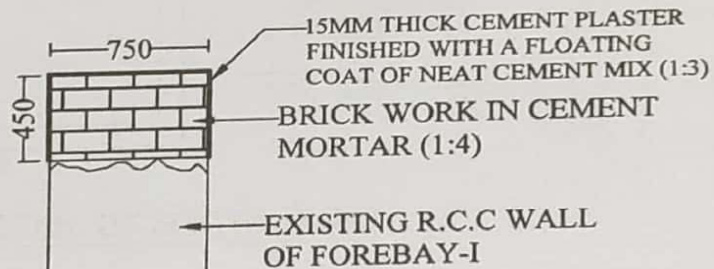 750
15MM THICK CEMENT PLASTER
FINISHED WITH A FLOATING
COAT OF NEAT CEMENT MIX (1:3)
450
BRICK WORK IN CEMENT
MORTAR (1:4)
EXISTING R.C.C WALL
OF FOREBAY-I